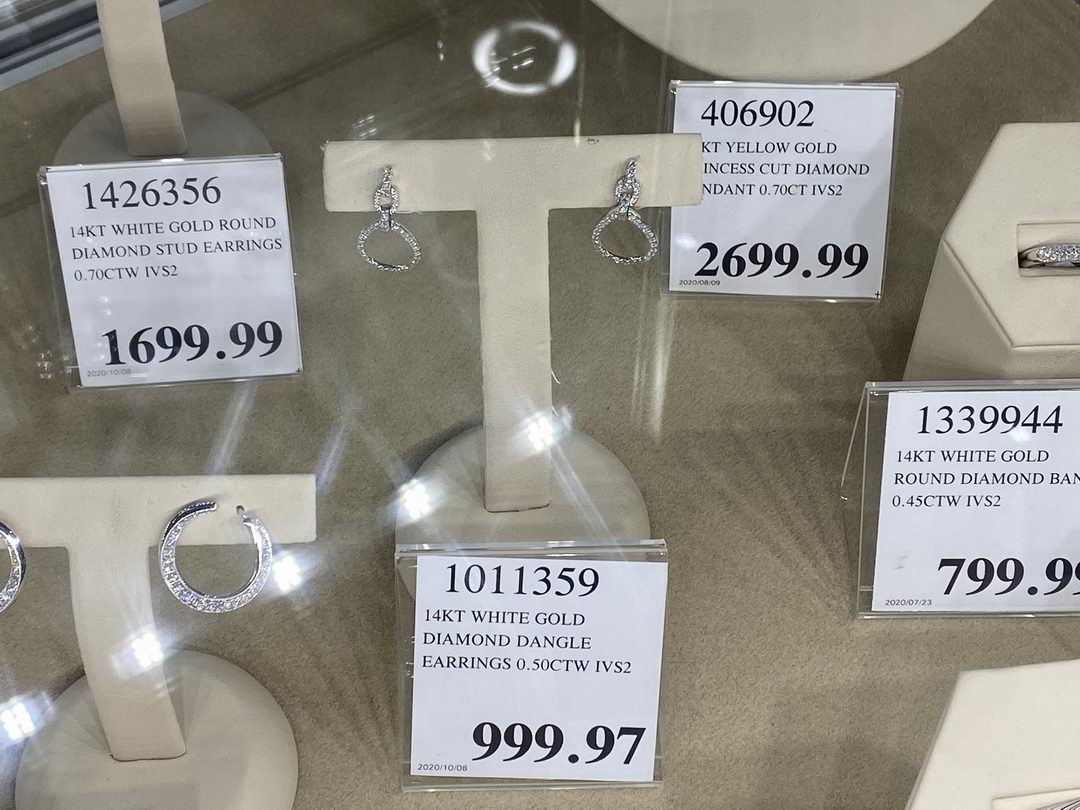 1426356
14KT WHITE GOLD ROUND
DIAMOND STUD EARRINGS
0.70CTW IVS2
1699.99
2020/10/08
406902
KT YELLOW GOLD
INCESS CUT DIAMOND
NDANT 0.70CT IVS2
2699.99
2020/08/09
1339944
14KT WHITE GOLD
ROUND DIAMOND BAN
0.45CTW IVS2
799.99
2020/07/23
1011359
14KT WHITE GOLD
DIAMOND DANGLE
EARRINGS 0.50CTW IVS2
999.97
2020/10/08